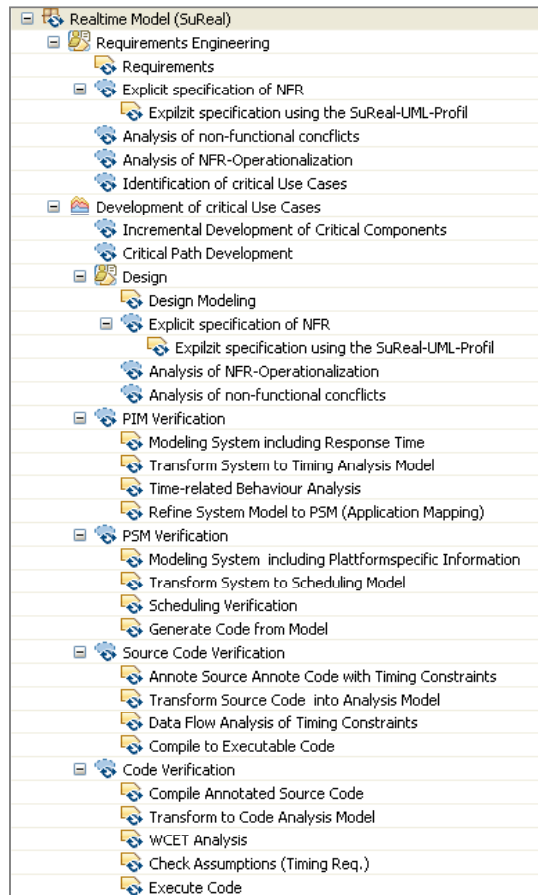 Realtime Model (SuReal)
Requirements Engineering
Requirements
Explicit specification of NFR
Expilzit specification using the SuReal-UML-Profil
Analysis of non-functional concflicts
Analysis of NFR-Operationalization
Identification of critical Use Cases
Development of critical Use Cases
Incremental Development of Critical Components
Critical Path Development
Design
Design Modeling
Explicit specification of NFR
Expilzit specification using the SuReal-UML-Profil
Analysis of NFR-Operationalization
Analysis of non-functional concflicts
PIM Verification
Modeling System including Response Time
Transform System to Timing Analysis Model
Time-related Behaviour Analysis
Refine System Model to PSM (Application Mapping)
PSM Verification
Modeling System including Plattformspecific Information
Transform System to Scheduling Model
Scheduling Verification
Generate Code from Model
Source Code Verification
Annote Source Annote Code with Timing Constraints
Transform Source Code into Analysis Model
Data Flow Analysis of Timing Constraints
Compile to Executable Code
Code Verification
Compile Annotated Source Code
Transform to Code Analysis Model
WCET Analysis
Check Assumptions (Timing Req.)
Execute Code